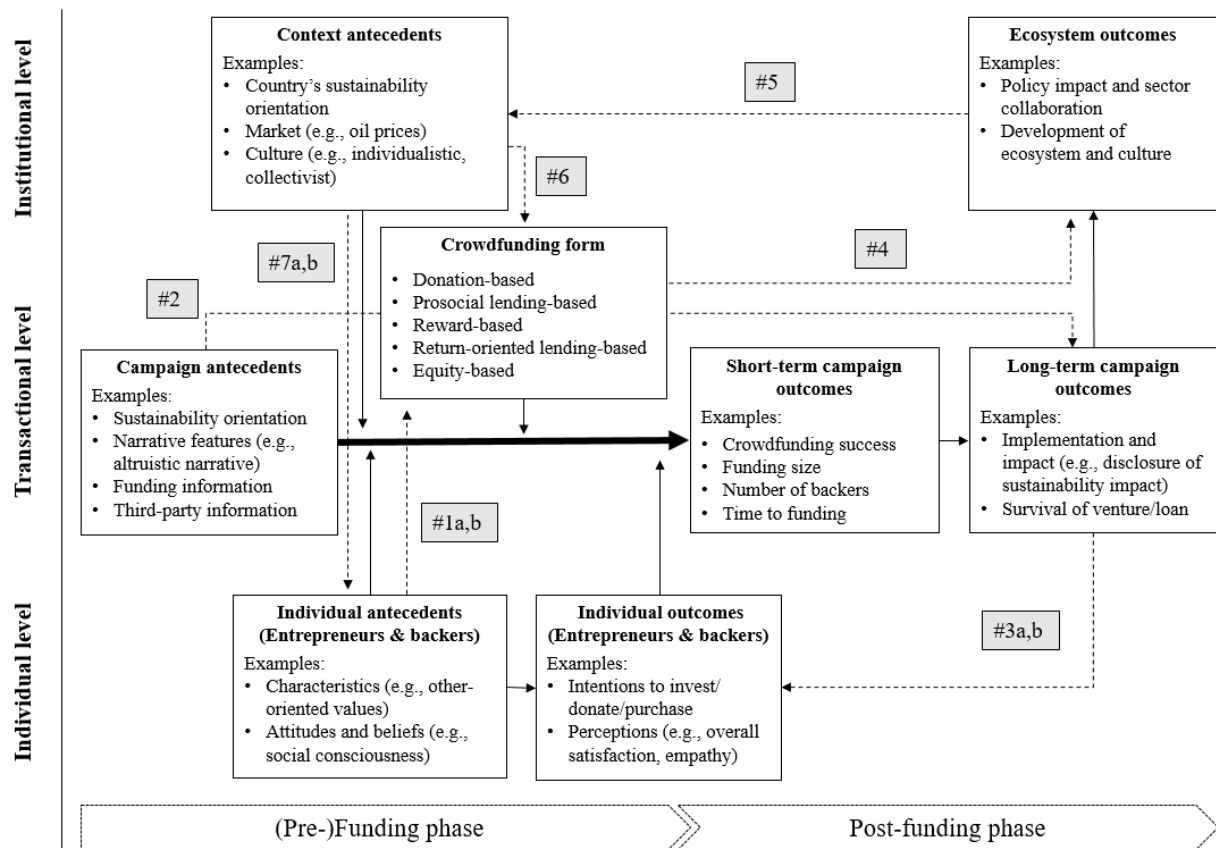 Institutional level
Transactional level
Individual level
Context antecedents
Examples:
• Country’s sustainability
orientation
• Market (e.g., oil prices)
• Culture (e.g., individualistic,
collectivist)
Ecosystem outcomes
Examples:
• Policy impact and sector
collaboration
• Development of
ecosystem and culture
#5
#6
Crowdfunding form
• Donation-based
• Prosocial lending-based
• Reward-based
• Return-oriented lending-based
• Equity-based
#4
#7a,b
#2
Campaign antecedents
Examples:
• Sustainability orientation
• Narrative features (e.g.,
altruistic narrative)
• Funding information
• Third-party information
Short-term campaign
outcomes
Examples:
• Crowdfunding success
• Funding size
• Number of backers
• Time to funding
Long-term campaign
outcomes
Examples:
• Implementation and
impact (e.g., disclosure of
sustainability impact)
• Survival of venture/loan
#1a,b
Individual antecedents
(Entrepreneurs & backers)
Examples:
• Characteristics (e.g., other-
oriented values)
• Attitudes and beliefs (e.g.,
social consciousness)
Individual outcomes
(Entrepreneurs & backers)
Examples:
• Intentions to invest/
donate/purchase
• Perceptions (e.g., overall
satisfaction, empathy)
#3a,b
(Pre-)Funding phase
Post-funding phase